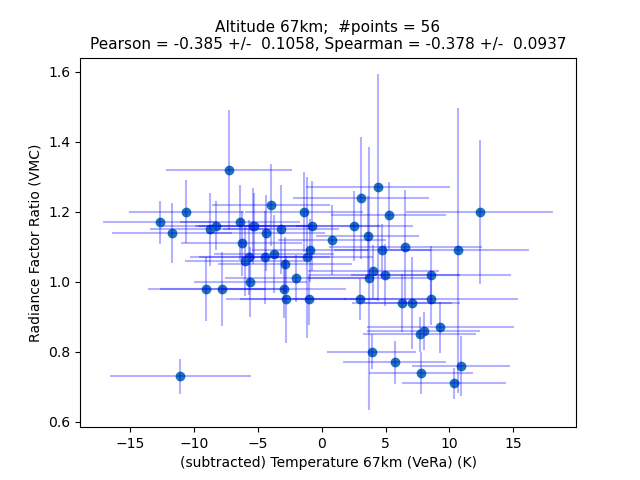 Altitude 67km;  #points = 56
Pearson = -0.385 +/-  0.1058, Spearman = -0.378 +/-  0.0937
Radiance Factor Ratio (VMC)
1.6
1.4
1.2
1.0
0.8
0.6
−15 −10 −5 0 5 10 15
(subtracted) Temperature 67km (VeRa) (K)